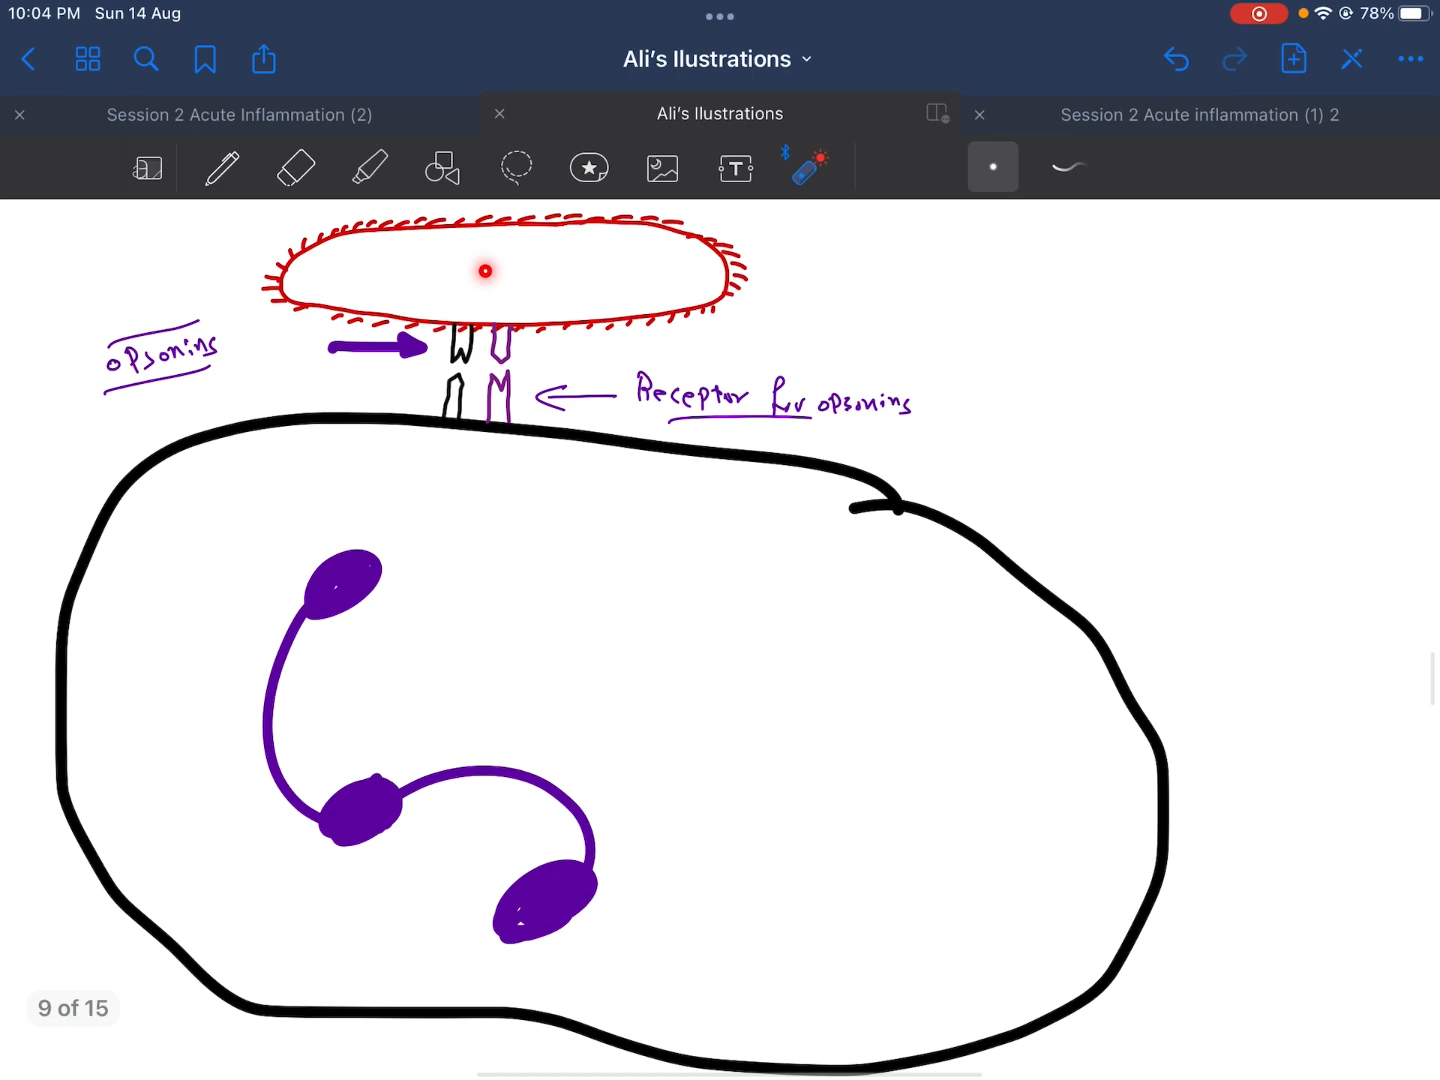 10:04 PM Sun 14 Aug
78%
Ali's Ilustrations
Session 2 Acute Inflammation (2)
Ali's Ilustrations
Session 2 Acute inflammation (1) 2
opsonins
Receptor for opsonins
9 of 15